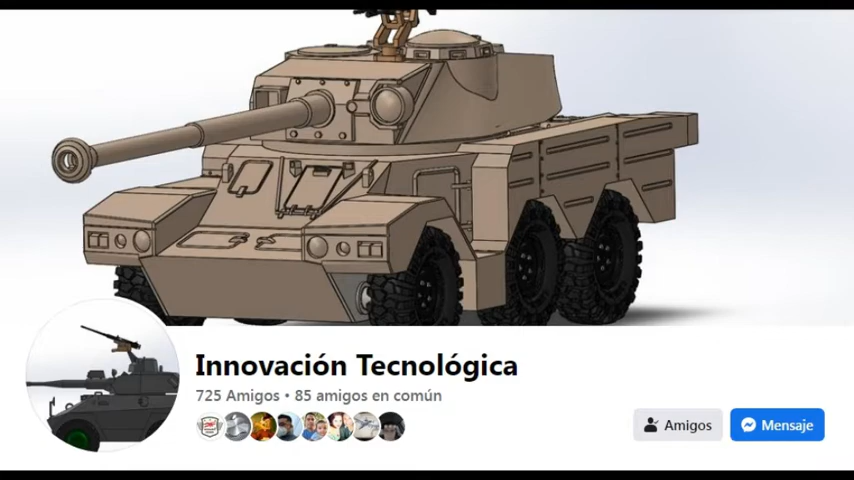 Innovación Tecnológica
725 Amigos • 85 amigos en común
Amigos
Mensaje